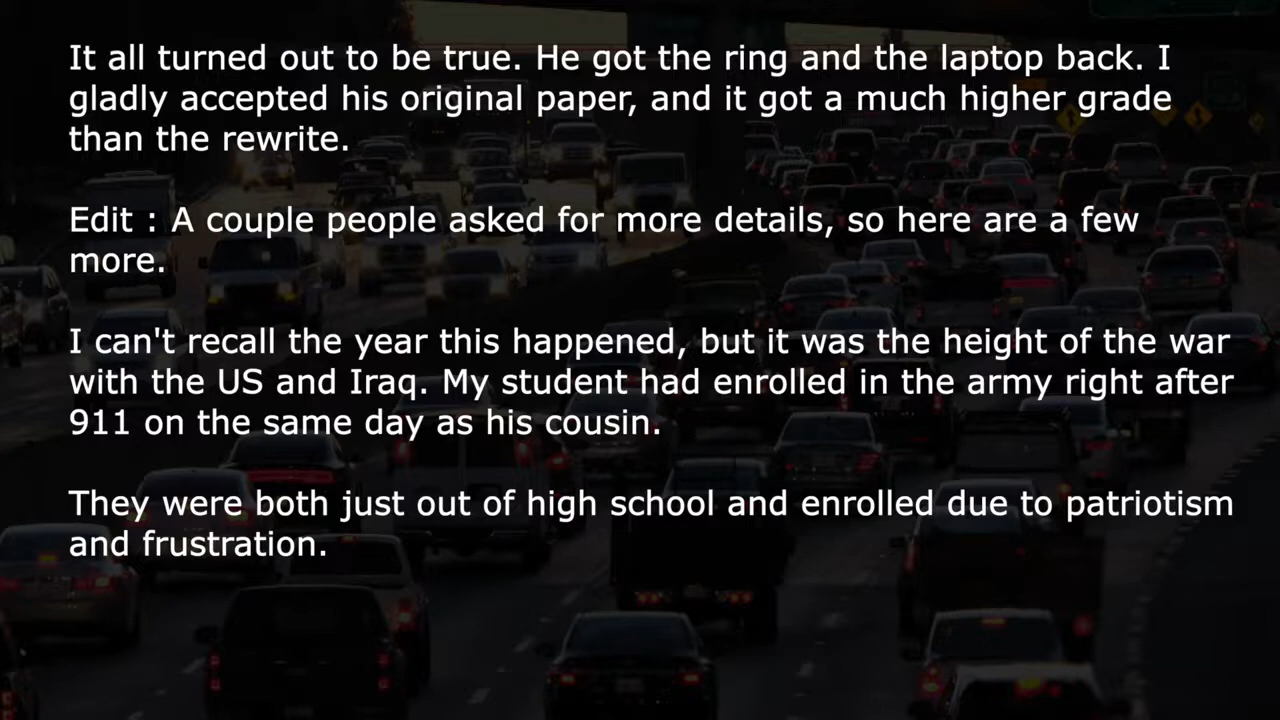 It all turned out to be true. He got the ring and the laptop back. I
gladly accepted his original paper, and it got a much higher grade
than the rewrite.
Edit : A couple people asked for more details, so here are a few
more.
I can't recall the year this happened, but it was the height of the war
with the US and Iraq. My student had enrolled in the army right after
911 on the same day as his cousin.
They were both just out of high school and enrolled due to patriotism
and frustration.